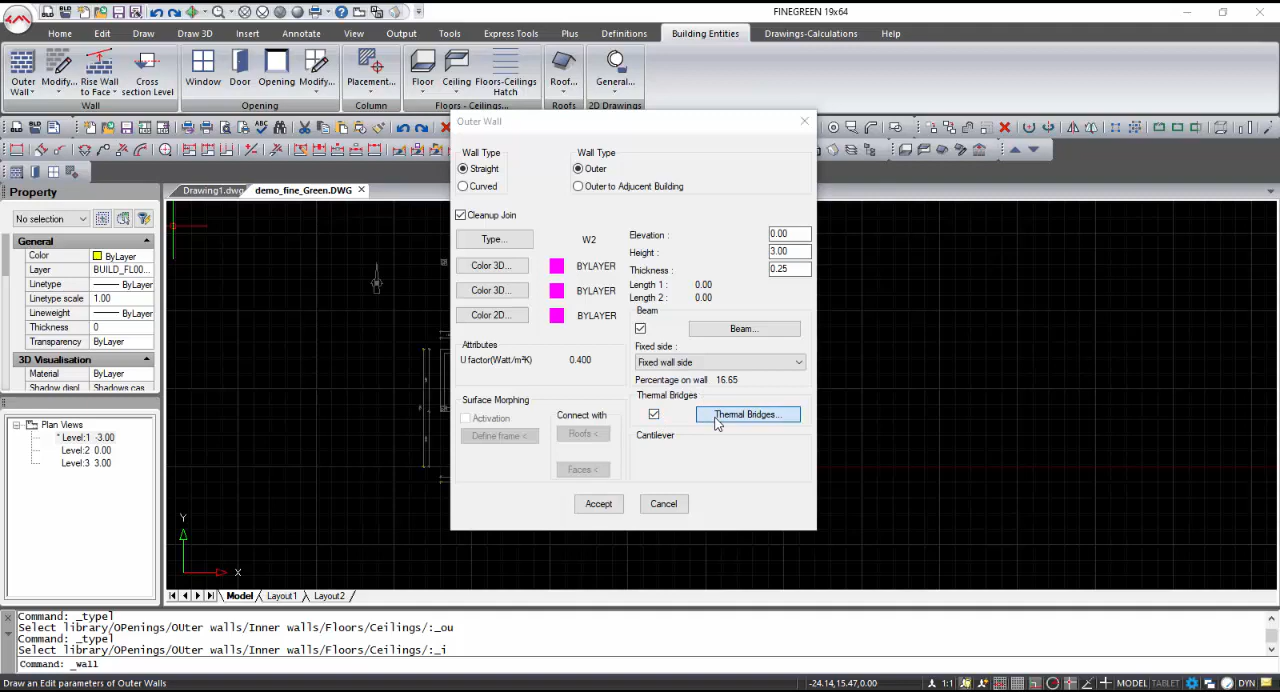 FINEGREEN 19x64
Home Edit Draw Draw 3D Insert Annotate View Output Tools Express Tools Plus Definitions Building Entities Drawings-Calculations Help
Outer Wall Modify... Rise Wall to Face Cross section Level Window Door Opening Modify... Placement... Floor Ceiling Floors-Ceilings Hatch Roof... General...
Wall Opening Column Floors - Ceilings... Roofs 2D Drawings
Property
Drawing1.dwg demo_fine_Green.DWG
No selection
General
Color ByLayer
Layer BUILD_FL00...
Linetype ByLayer
Linetype scale 1.00
Lineweight ByLayer
Thickness 0
Transparency ByLayer
3D Visualisation
Material ByLayer
Shadow displ Shadows cas
Plan Views
* Level:1 -3.00
Level:2 0.00
Level:3 3.00
Outer Wall
Wall Type
Straight
Curved
Wall Type
Outer
Outer to Adjacent Building
Cleanup Join
Type... W2
Color 3D... BYLAYER
Color 3D... BYLAYER
Color 2D... BYLAYER
Elevation : 0.00
Height : 3.00
Thickness : 0.25
Length 1 : 0.00
Length 2 : 0.00
Beam
Beam...
Fixed side :
Fixed wall side
Percentage on wall 16.65
Attributes
U factor(Watt/m²K) 0.400
Thermal Bridges
Thermal Bridges...
Surface Morphing
Activation
Define frame <
Connect with
Roofs <
Faces <
Cantilever
Accept Cancel
Y
X
Model Layout1 Layout2
Command: _typel
Select library/OPenings/OUter walls/Inner walls/Floors/Ceilings/:_ou
Command: _typel
Select library/OPenings/OUter walls/Inner walls/Floors/Ceilings/:_i
Command: _wall
Draw an Edit parameters of Outer Walls
-24.14,15.47,0.00 1:1 MODEL TABLET DYN